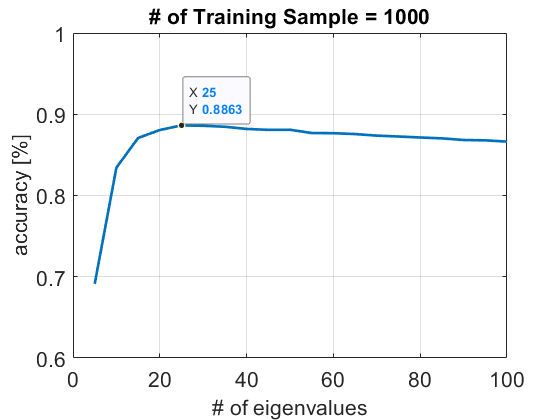 # of Training Sample = 1000
1
0.9
0.8
0.7
0.6
accuracy [%]
X 25
Y 0.8863
0 20 40 60 80 100
# of eigenvalues